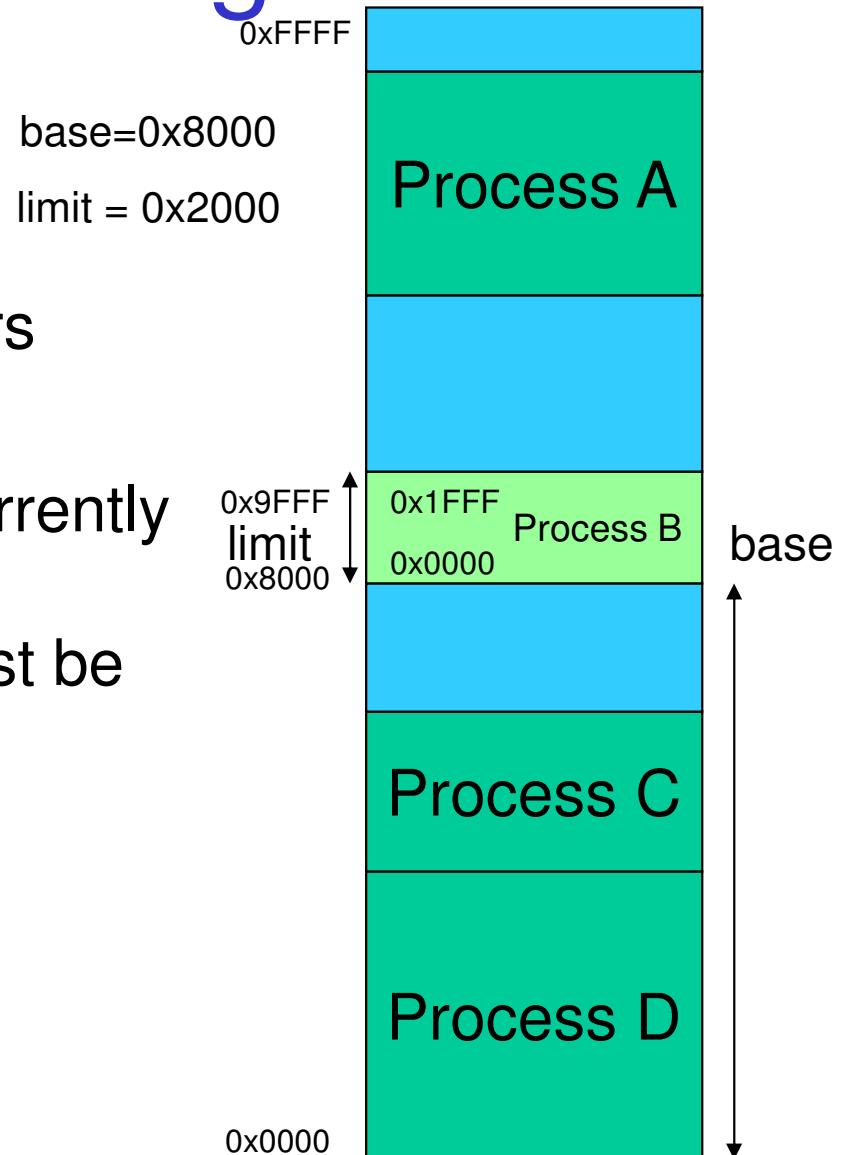 0xFFFF
base=0x8000
limit = 0x2000
Process A
rs
rrently
0x9FFF
limit
0x8000
0x1FFF
Process B
0x0000
base
st be
Process C
Process D
0x0000